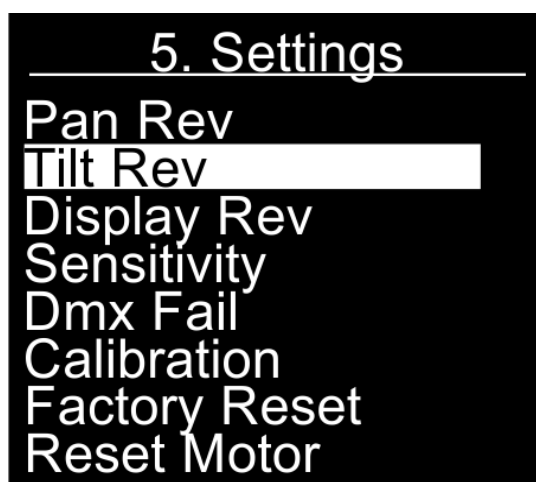 5. Settings
Pan Rev
Tilt Rev
Display Rev
Sensitivity
Dmx Fail
Calibration
Factory Reset
Reset Motor